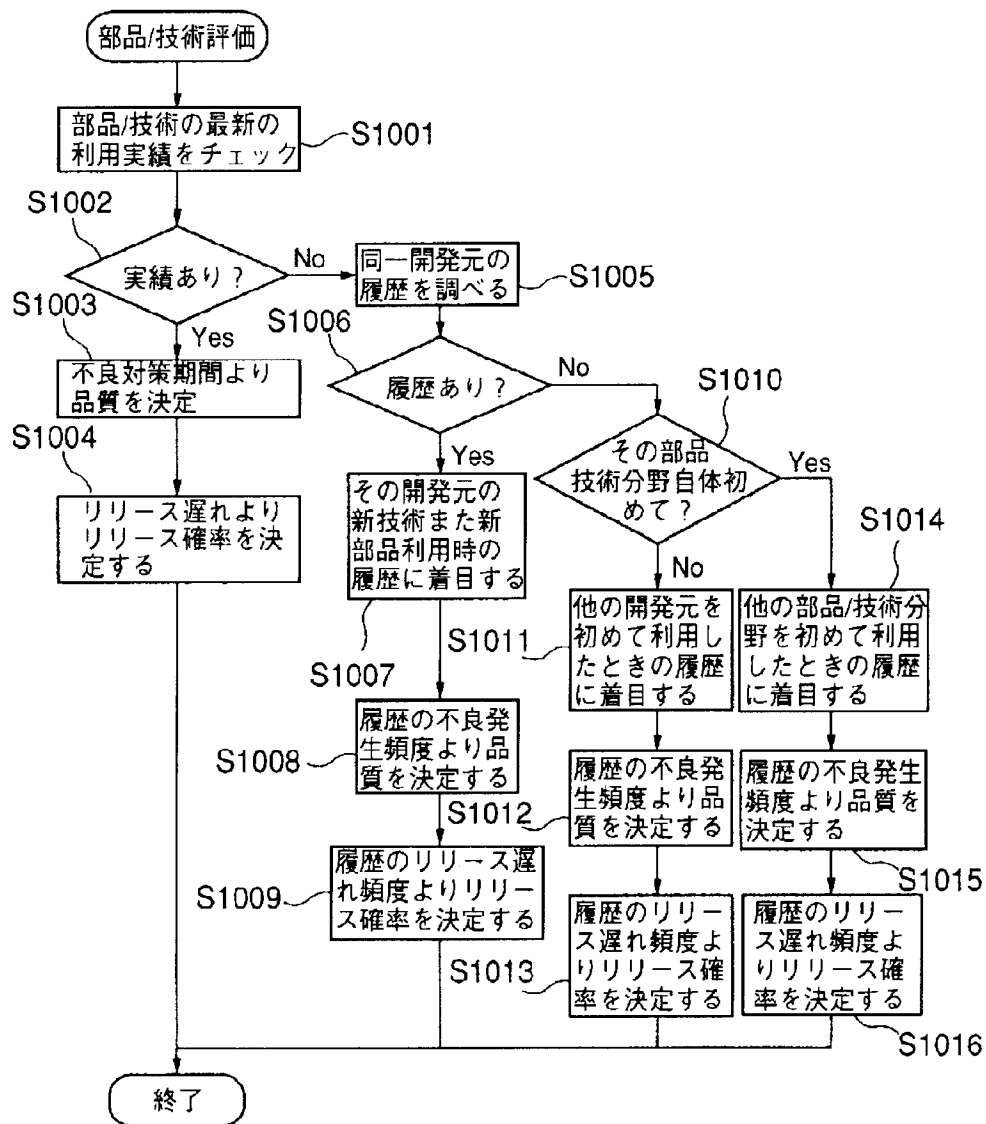 部品/技術評価
部品/技術の最新の
利用実績をチェック
S1001
S1002
実績あり?
No
Yes
S1003
不良対策期間より
品質を決定
S1004
リリース遅れより
リリース確率を決
定する
同一開発元の
履歴を調べる
S1005
S1006
履歴あり?
No
Yes
その開発元の
新技術また新
部品利用時の
履歴に着目する
S1007
履歴の不良発
生頻度より品
質を決定する
S1008
履歴のリリース遅
れ頻度よりリリー
ス確率を決定する
S1009
S1010
その部品
技術分野自体初
めて?
Yes
No
他の開発元を
初めて利用し
たときの履歴
に着目する
S1011
履歴の不良発
生頻度より品
質を決定する
S1012
履歴のリリー
ス遅れ頻度よ
りリリース確
率を決定する
S1013
S1014
他の部品/技術分
野を初めて利用
したときの履歴
に着目する
履歴の不良発生
頻度より品質を
決定する
S1015
履歴のリリー
ス遅れ頻度よ
りリリース確
率を決定する
S1016
終了